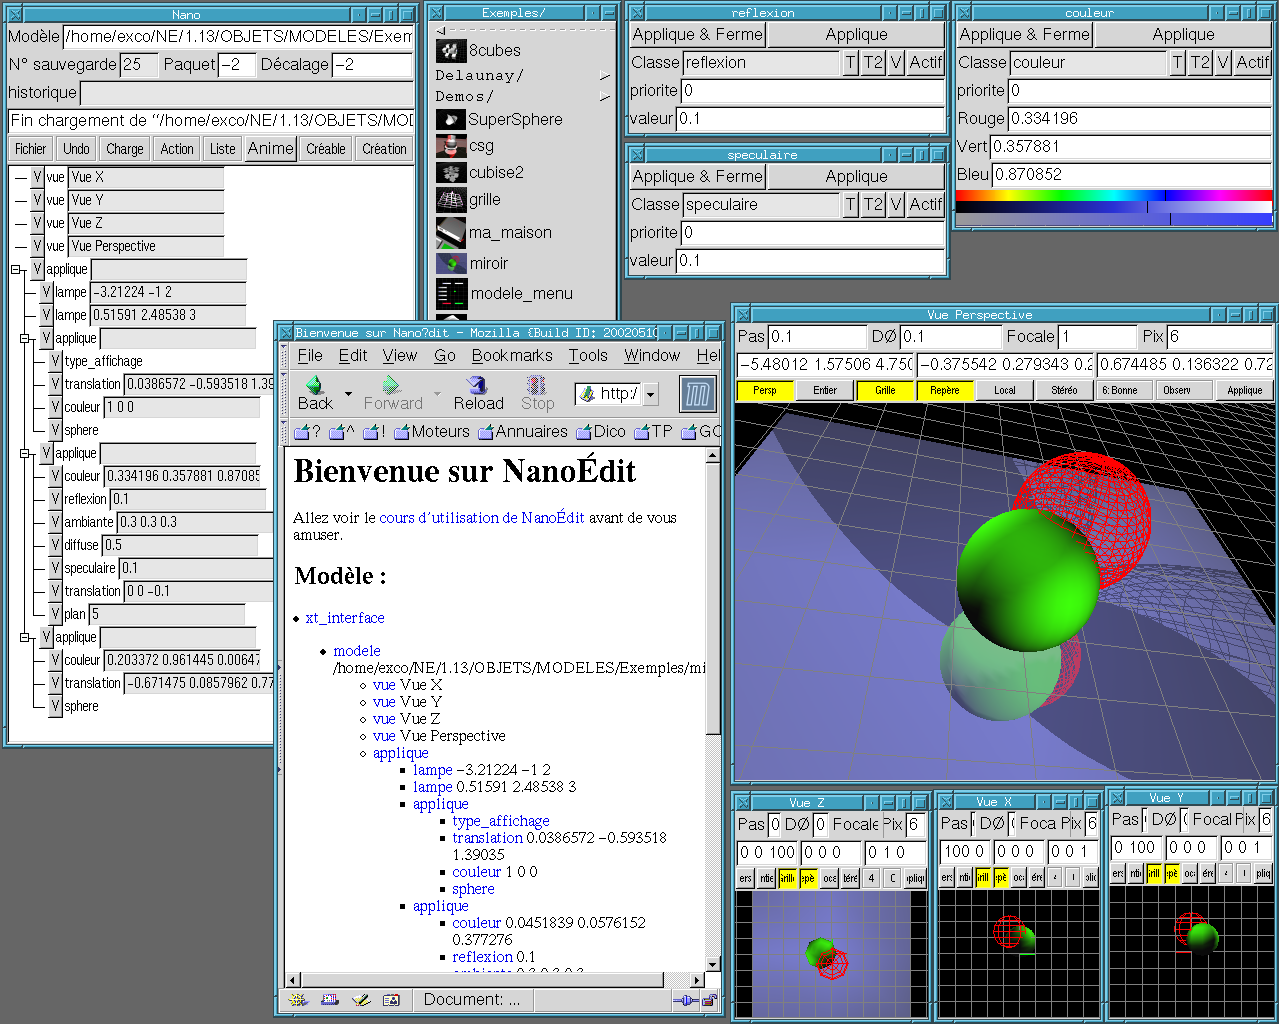 Nano
Modèle /home/exco/NE/1.13/OBJETS/MODELES/Exem
N° sauvegarde 25 Paquet -2 Décalage -2
historique
Fin chargement de "/home/exco/NE/1.13/OBJETS/MOD
Fichier Undo Charge Action Liste Anime Créable Création
V vue Vue X
V vue Vue Y
V vue Vue Z
V vue Vue Perspective
V applique
V lampe -3.21224 -1 2
V lampe 0.51591 2.48538 3
V applique
V type_affichage
V translation 0.0386572 -0.593518 1.39
V couleur 1 0 0
V sphere
V applique
V couleur 0.334196 0.357881 0.87085
V reflexion 0.1
V ambiante 0.3 0.3 0.3
V diffuse 0.5
V speculaire 0.1
V translation 0 0 -0.1
V plan 5
V applique
V couleur 0.203372 0.961445 0.00647
V translation -0.671475 0.0857962 0.77
V sphere
Exemples/
8cubes
Delaunay/
Demos/
SuperSphere
csg
cubise2
grille
ma_maison
miroir
modele_menu
reflexion
Applique & Ferme Applique
Classe reflexion T T2 V Actif
priorite 0
valeur 0.1
speculaire
Applique & Ferme Applique
Classe speculaire T T2 V Actif
priorite 0
valeur 0.1
couleur
Applique & Ferme Applique
Classe couleur T T2 V Actif
priorite 0
Rouge 0.334196
Vert 0.357881
Bleu 0.870852
Bienvenue sur Nano?dit - Mozilla {Build ID: 2002051
File Edit View Go Bookmarks Tools Window Hel
Back Forward Reload Stop http:/
? ^ ! Moteurs Annuaires Dico TP GC
Bienvenue sur NanoÉdit
Allez voir le cours d'utilisation de NanoÉdit avant de vous
amuser.
Modèle :
xt_interface
modele
/home/exco/NE/1.13/OBJETS/MODELES/Exemples/mi
vue Vue X
vue Vue Y
vue Vue Z
vue Vue Perspective
applique
lampe -3.21224 -1 2
lampe 0.51591 2.48538 3
applique
type_affichage
translation 0.0386572 -0.593518
1.39035
couleur 1 0 0
sphere
applique
couleur 0.0451839 0.0576152
0.377276
reflexion 0.1
Document: ...
Vue Perspective
Pas 0.1 DØ 0.1 Focale 1 Pix 6
-5.48012 1.57506 4.750 -0.375542 0.279343 0.2 0.674485 0.136322 0.72
Persp Entier Grille Repère Local Stéréo 6: Bonne Observ Applique
Vue Z
Pas 0 DØ 0 Focale Pix 6
0 0 100 0 0 0 0 1 0
Vue X
Pas DØ Foca Pix 6
100 0 0 0 0 0 0 1
Vue Y
Pas DØ Focal Pix 6
0 100 0 0 0 0 0 1